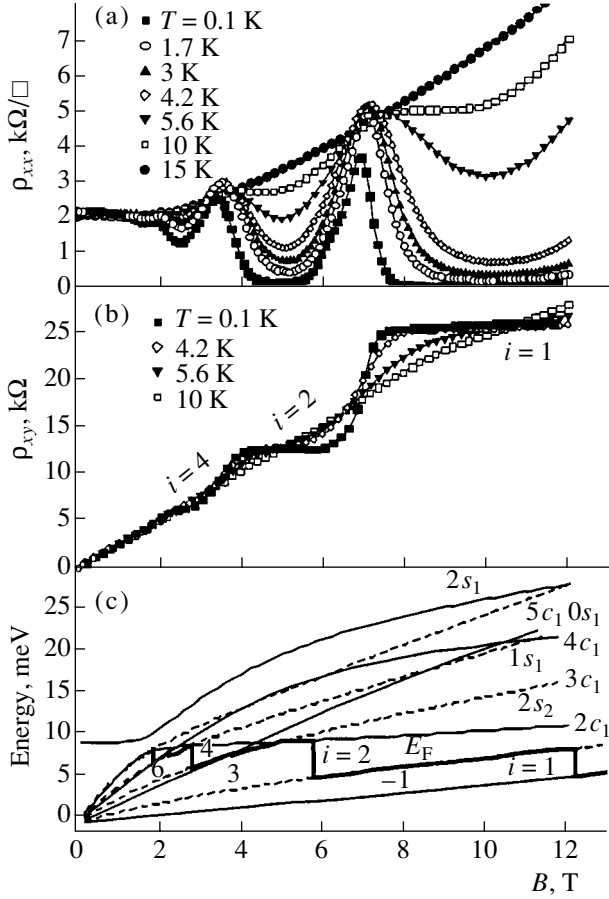 (a)
T = 0.1 K
1.7 K
3 K
4.2 K
5.6 K
10 K
15 K
ρxx, kΩ/□
7
6
5
4
3
2
1
0
(b)
T = 0.1 K
4.2 K
5.6 K
10 K
ρxy, kΩ
25
20
15
10
5
0
i = 4
i = 2
i = 1
(c)
Energy, meV
25
20
15
10
5
0
2s1
5c1 0s1
4c1
1s1
3c1
2s2
2c1
EF
6
4
3
i = 2
−1
i = 1
0 2 4 6 8 10 12
B, T